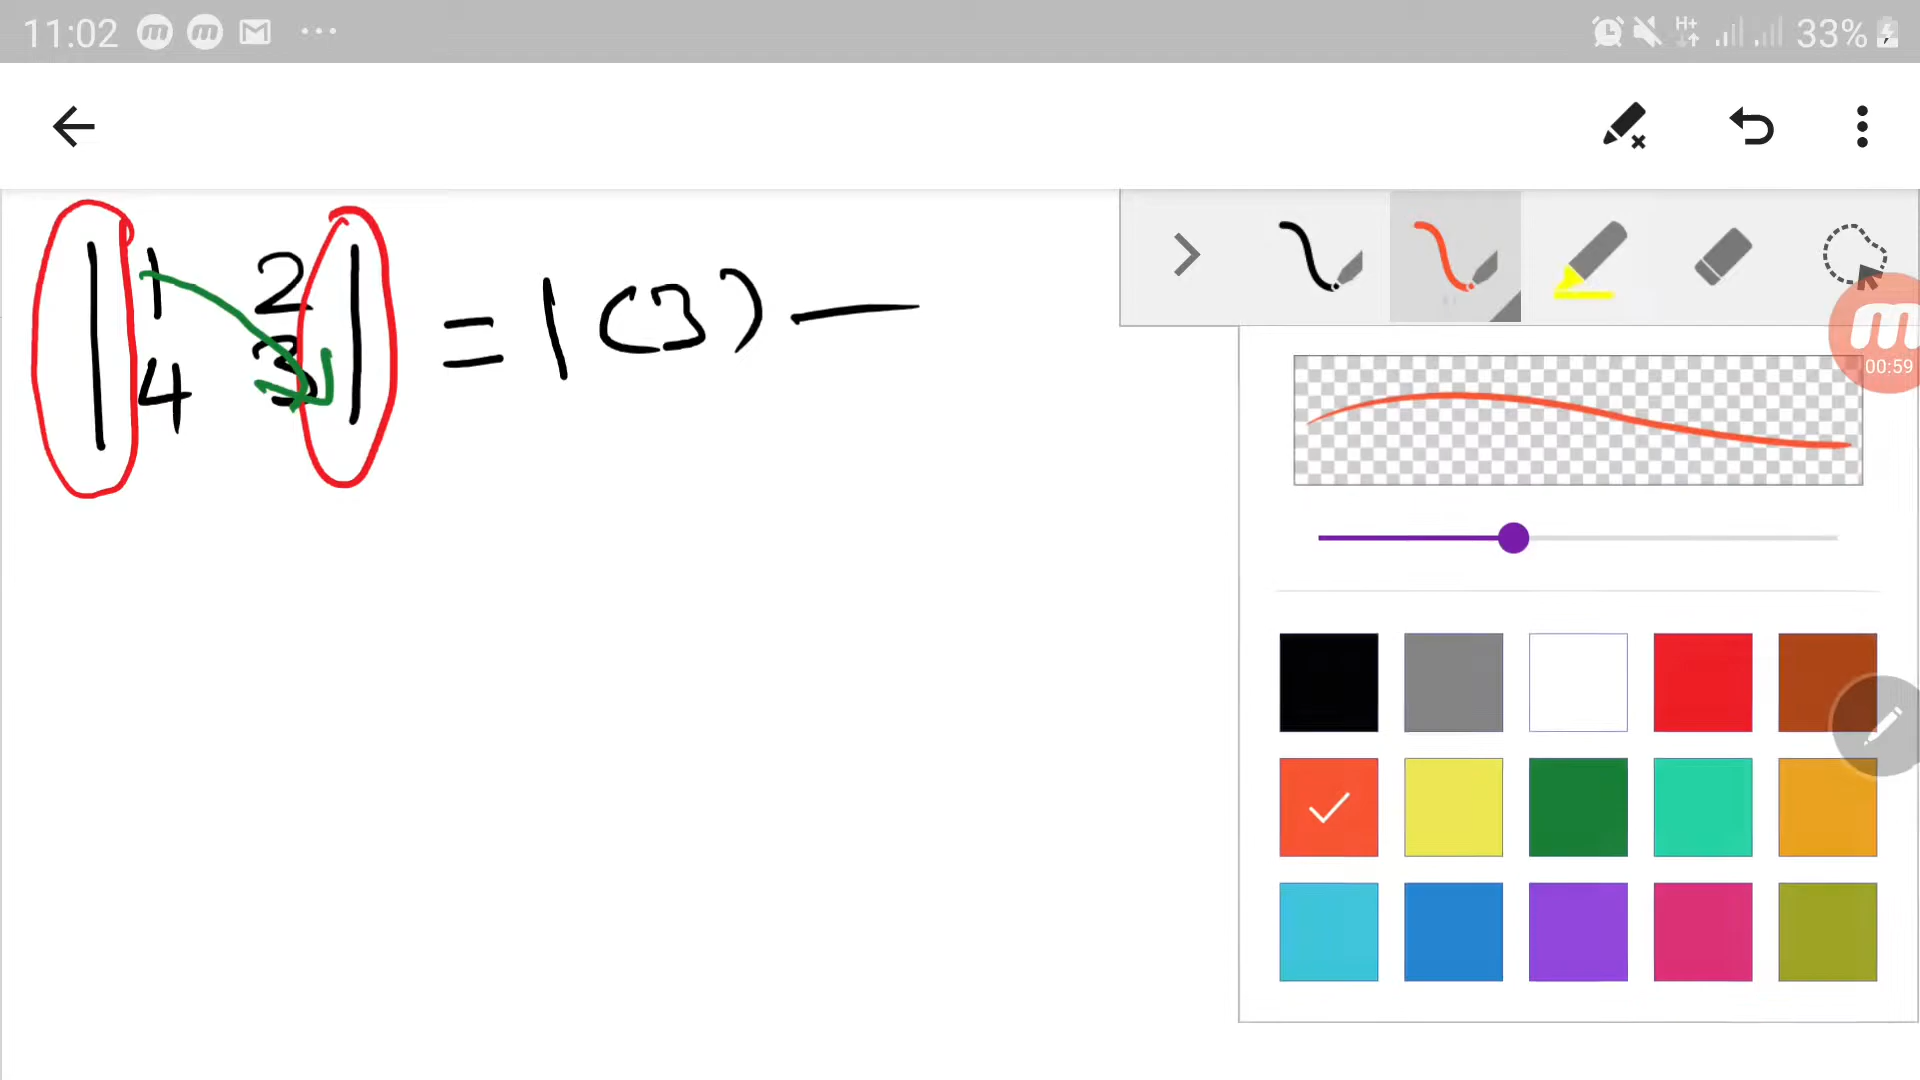 11:02 m m ... H+ 33%
| 1 2 | = 1 (3) —
4 3
m
00:59